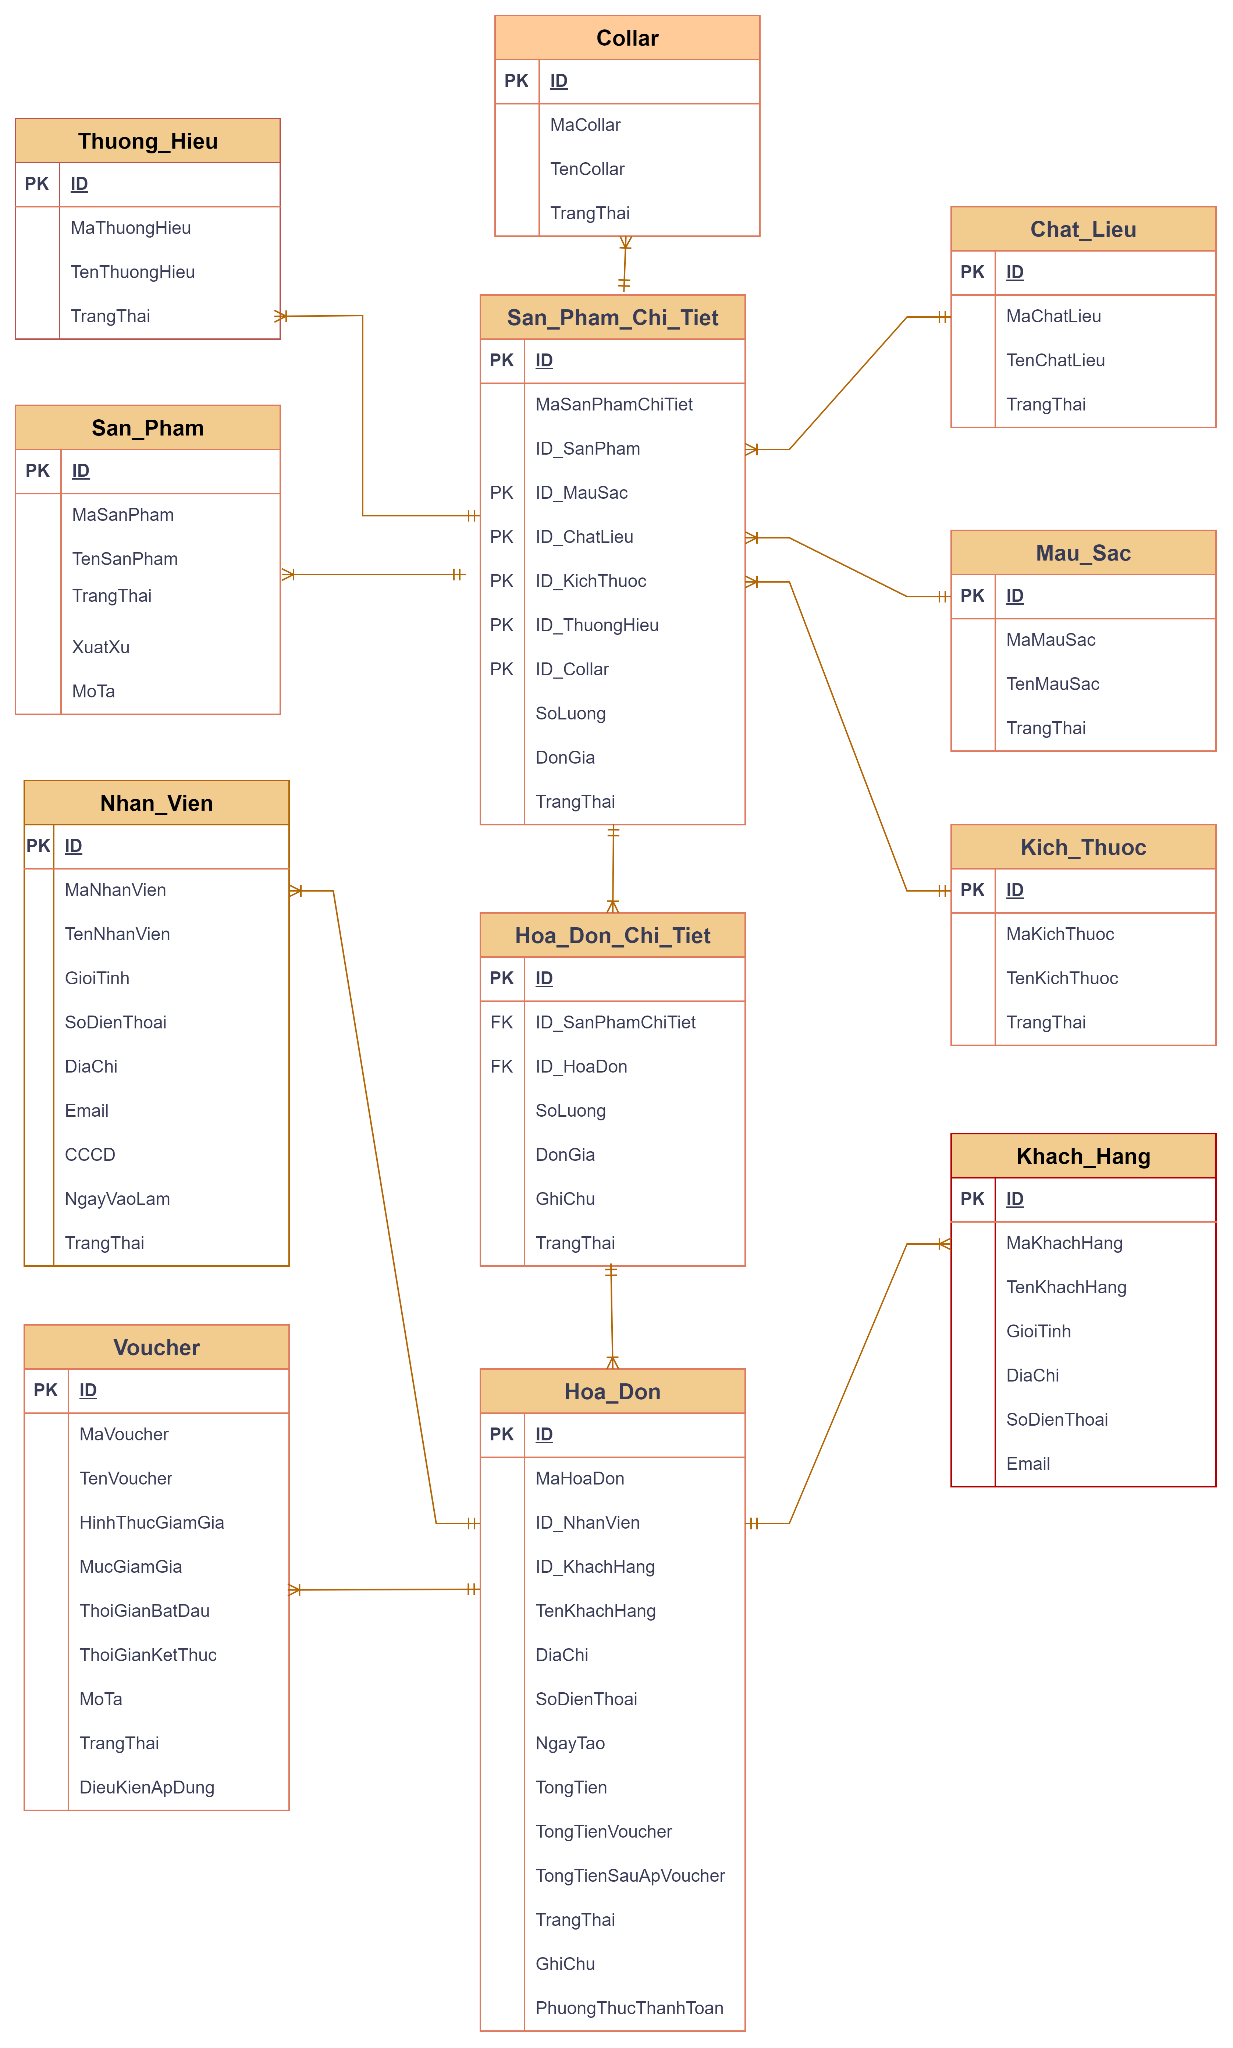 Collar
PK ID
MaCollar
TenCollar
TrangThai
Thuong_Hieu
PK ID
MaThuongHieu
TenThuongHieu
TrangThai
Chat_Lieu
PK ID
MaChatLieu
TenChatLieu
TrangThai
San_Pham_Chi_Tiet
PK ID
MaSanPhamChiTiet
ID_SanPham
PK ID_MauSac
PK ID_ChatLieu
PK ID_KichThuoc
PK ID_ThuongHieu
PK ID_Collar
SoLuong
DonGia
TrangThai
San_Pham
PK ID
MaSanPham
TenSanPham
TrangThai
XuatXu
MoTa
Mau_Sac
PK ID
MaMauSac
TenMauSac
TrangThai
Nhan_Vien
PK ID
MaNhanVien
TenNhanVien
GioiTinh
SoDienThoai
DiaChi
Email
CCCD
NgayVaoLam
TrangThai
Kich_Thuoc
PK ID
MaKichThuoc
TenKichThuoc
TrangThai
Hoa_Don_Chi_Tiet
PK ID
FK ID_SanPhamChiTiet
FK ID_HoaDon
SoLuong
DonGia
GhiChu
TrangThai
Khach_Hang
PK ID
MaKhachHang
TenKhachHang
GioiTinh
DiaChi
SoDienThoai
Email
Voucher
PK ID
MaVoucher
TenVoucher
HinhThucGiamGia
MucGiamGia
ThoiGianBatDau
ThoiGianKetThuc
MoTa
TrangThai
DieuKienApDung
Hoa_Don
PK ID
MaHoaDon
ID_NhanVien
ID_KhachHang
TenKhachHang
DiaChi
SoDienThoai
NgayTao
TongTien
TongTienVoucher
TongTienSauApVoucher
TrangThai
GhiChu
PhuongThucThanhToan